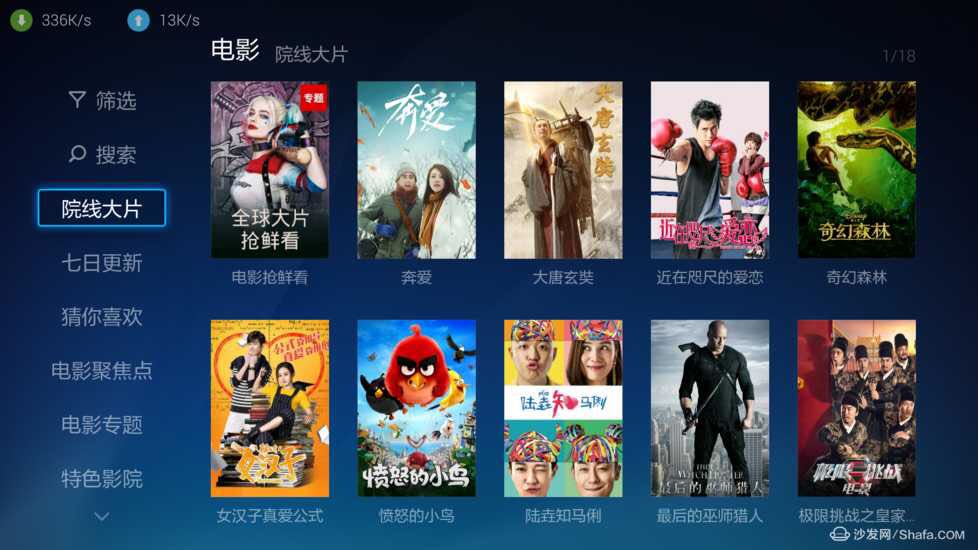 336K/s
13K/s
电影
院线大片
1/18
筛选
搜索
院线大片
七日更新
猜你喜欢
电影聚焦点
电影专题
特色影院
专题
全球大片
抢鲜看
奔爱
大唐玄奘
近在咫尺的爱恋
Disney
奇幻森林
电影抢鲜看
奔爱
大唐玄奘
近在咫尺的爱恋
奇幻森林
女汉子
愤怒的小鸟
陆垚知马俐
THE LAST
WITCH HUNTER
最后的巫师猎人
极限挑战
电影
女汉子真爱公式
愤怒的小鸟
陆垚知马俐
最后的巫师猎人
极限挑战之皇家...
沙发网/Shafa.COM